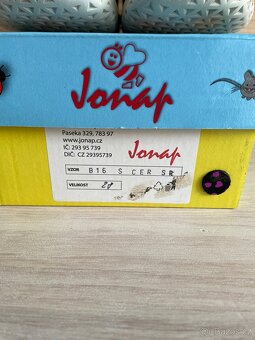 Jonap
Paseka 329, 783 97
www.jonap.cz
IČ: 293 95 739
DIČ: CZ 29395739
Jonap
VZOR B16 S CER SR
VELIKOST 28